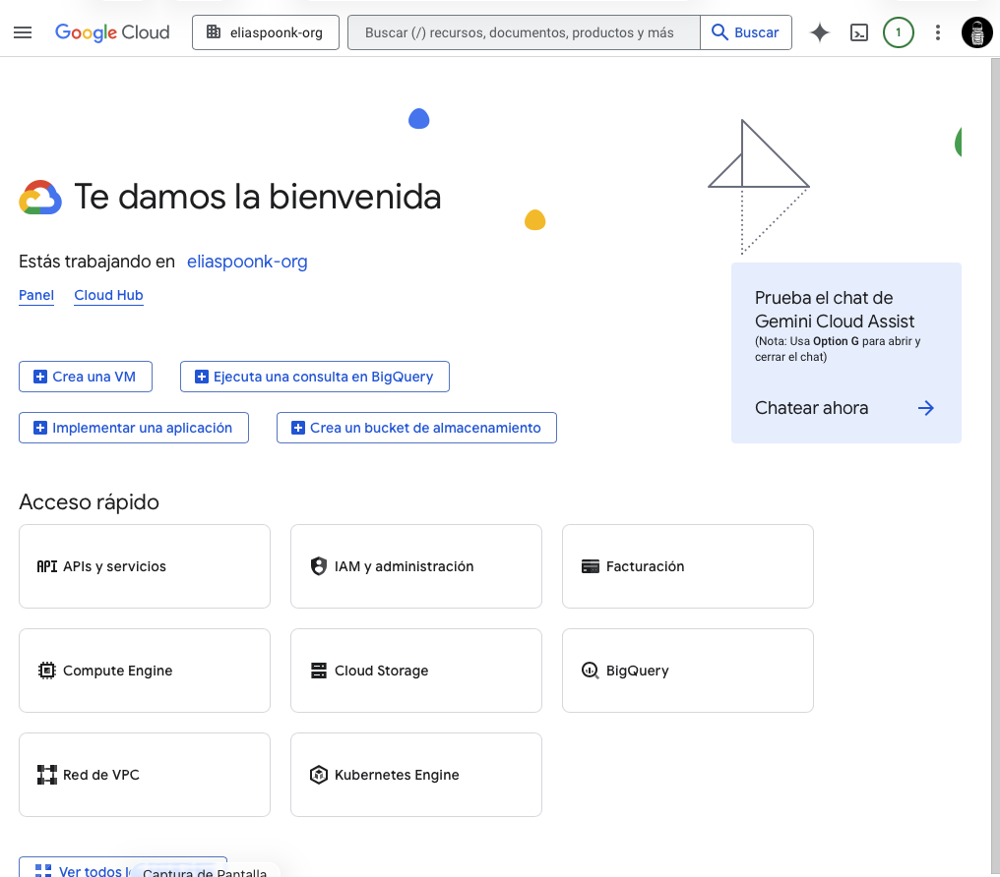 Google Cloud
eliaspoonk-org
Buscar (/) recursos, documentos, productos y más
Buscar
1
Te damos la bienvenida
Estás trabajando en eliaspoonk-org
Panel Cloud Hub
Prueba el chat de
Gemini Cloud Assist
(Nota: Usa Option G para abrir y
cerrar el chat)
Chatear ahora
Crea una VM
Ejecuta una consulta en BigQuery
Implementar una aplicación
Crea un bucket de almacenamiento
Acceso rápido
API APIs y servicios
IAM y administración
Facturación
Compute Engine
Cloud Storage
BigQuery
Red de VPC
Kubernetes Engine
Ver todos
Captura de Pantalla